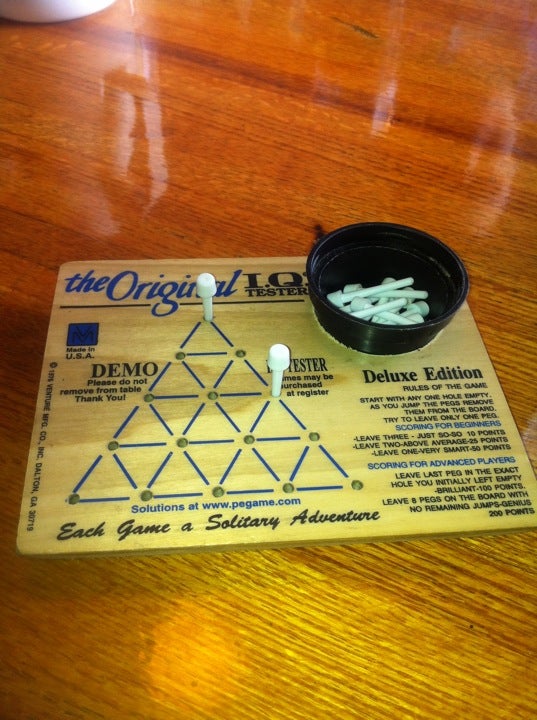 the Original I.Q.
TESTER
Made in
U.S.A.
DEMO
Please do not
remove from table
Thank You!
TESTER
may be
at register
© 1975 VENTURE MFG. CO., INC. DALTON, GA 30719
Deluxe Edition
RULES OF THE GAME
START WITH ANY ONE HOLE EMPTY.
AS YOU JUMP THE PEGS REMOVE
THEM FROM THE BOARD.
TRY TO LEAVE ONLY ONE PEG.
SCORING FOR BEGINNERS
-LEAVE THREE - JUST SO-SO 10 POINTS
-LEAVE TWO-ABOVE AVERAGE-25 POINTS
-LEAVE ONE-VERY SMART-50 POINTS
SCORING FOR ADVANCED PLAYERS
LEAVE LAST PEG IN THE EXACT
HOLE YOU INITIALLY LEFT EMPTY
-BRILLIANT-100 POINTS.
LEAVE 8 PEGS ON THE BOARD WITH
NO REMAINING JUMPS-GENIUS
200 POINTS
Solutions at www.pegame.com
Each Game a Solitary Adventure